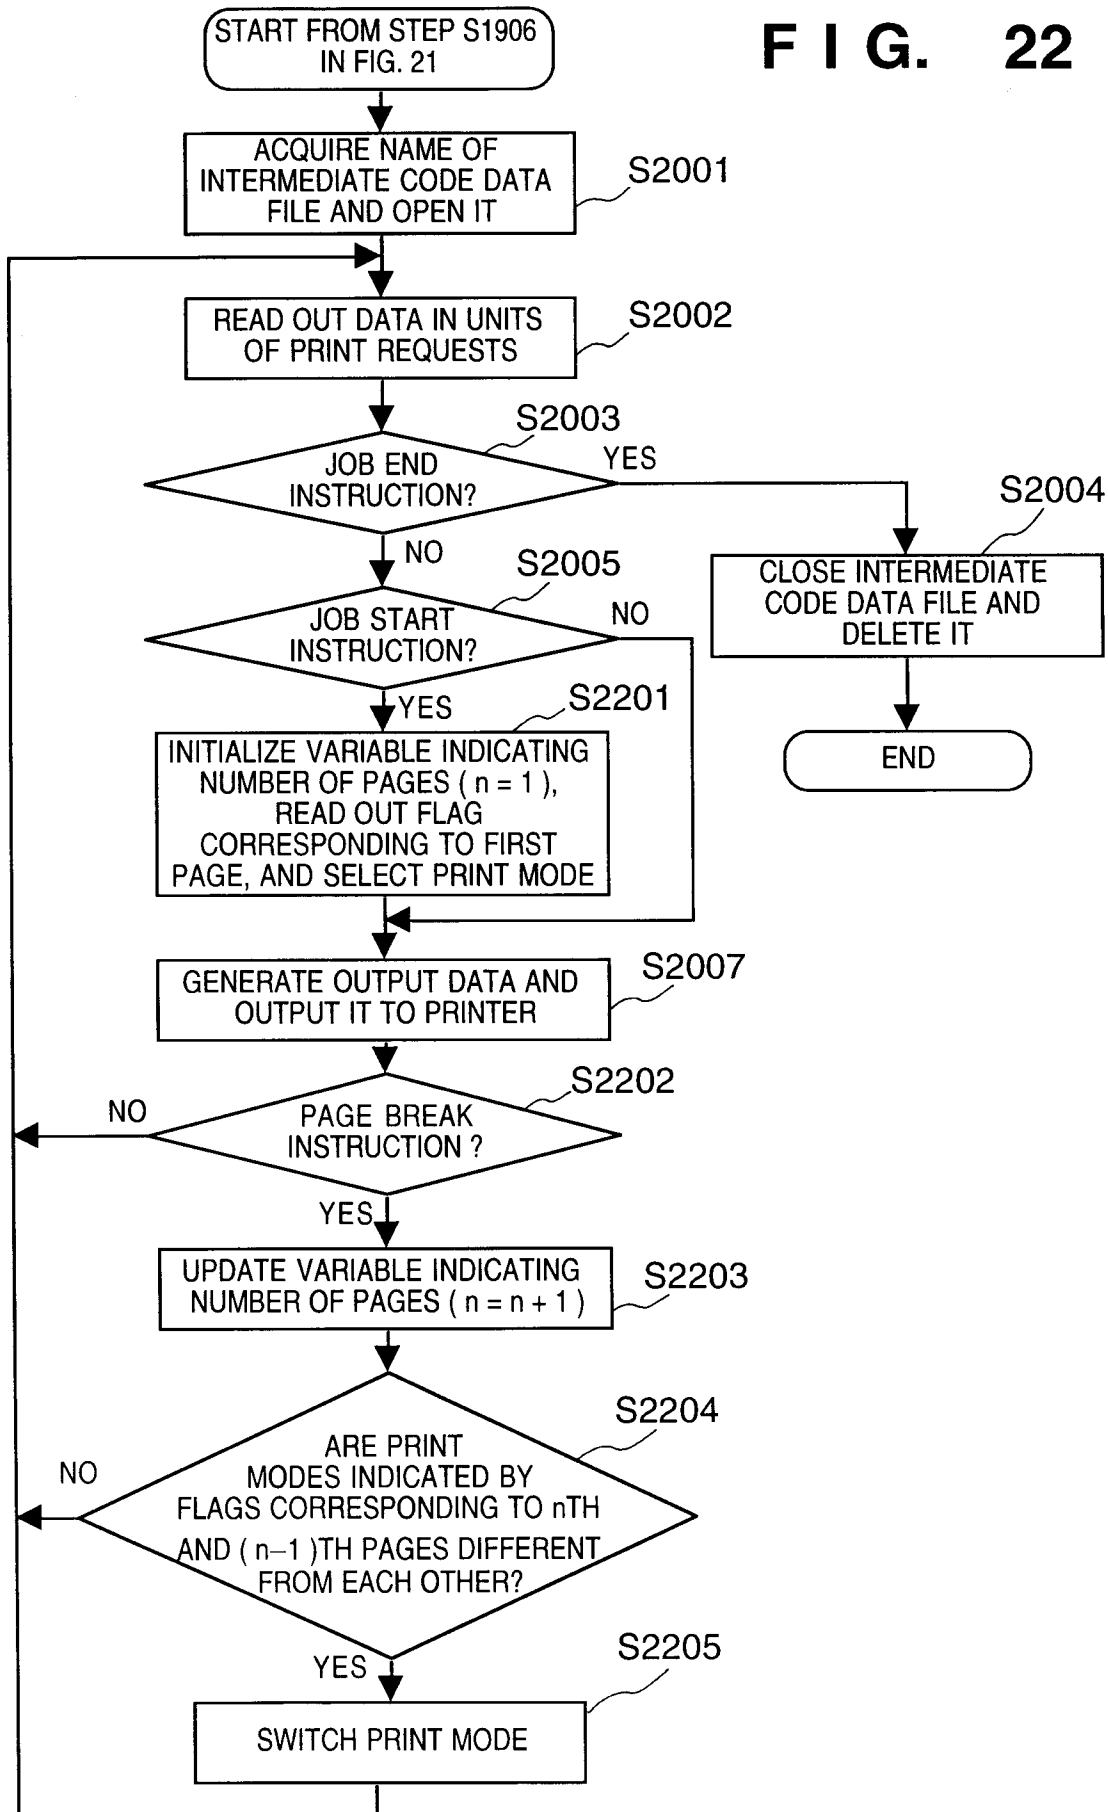 START FROM STEP S1906
IN FIG. 21
F I G. 22
ACQUIRE NAME OF
INTERMEDIATE CODE DATA
FILE AND OPEN IT
S2001
READ OUT DATA IN UNITS
OF PRINT REQUESTS
S2002
S2003
JOB END
INSTRUCTION?
YES
NO
S2004
CLOSE INTERMEDIATE
CODE DATA FILE AND
DELETE IT
END
S2005
JOB START
INSTRUCTION?
NO
YES
S2201
INITIALIZE VARIABLE INDICATING
NUMBER OF PAGES ( n = 1 ),
READ OUT FLAG
CORRESPONDING TO FIRST
PAGE, AND SELECT PRINT MODE
S2007
GENERATE OUTPUT DATA AND
OUTPUT IT TO PRINTER
S2202
NO
PAGE BREAK
INSTRUCTION ?
YES
UPDATE VARIABLE INDICATING
NUMBER OF PAGES ( n = n + 1 )
S2203
S2204
NO
ARE PRINT
MODES INDICATED BY
FLAGS CORRESPONDING TO nTH
AND ( n–1 )TH PAGES DIFFERENT
FROM EACH OTHER?
YES
S2205
SWITCH PRINT MODE